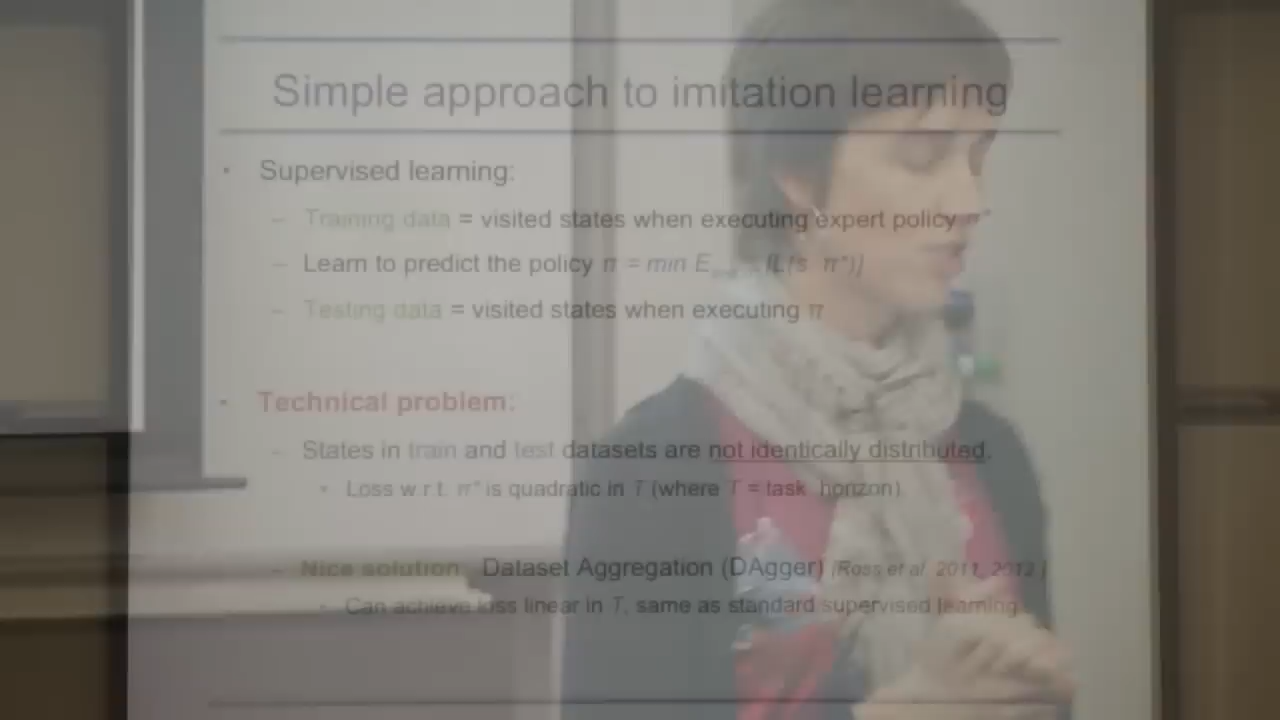 Simple approach to imitation learning
• Supervised learning:
– Training data = visited states when executing expert policy π*
– Learn to predict the policy π = min E [L(s π*)]
– Testing data = visited states when executing π
• Technical problem:
– States in train and test datasets are not identically distributed.
• Loss w.r.t. π* is quadratic in T (where T = task horizon)
– Nice solution Dataset Aggregation (DAgger) [Ross et al. 2011, 2012 ]
• Can achieve loss linear in T, same as standard supervised learning